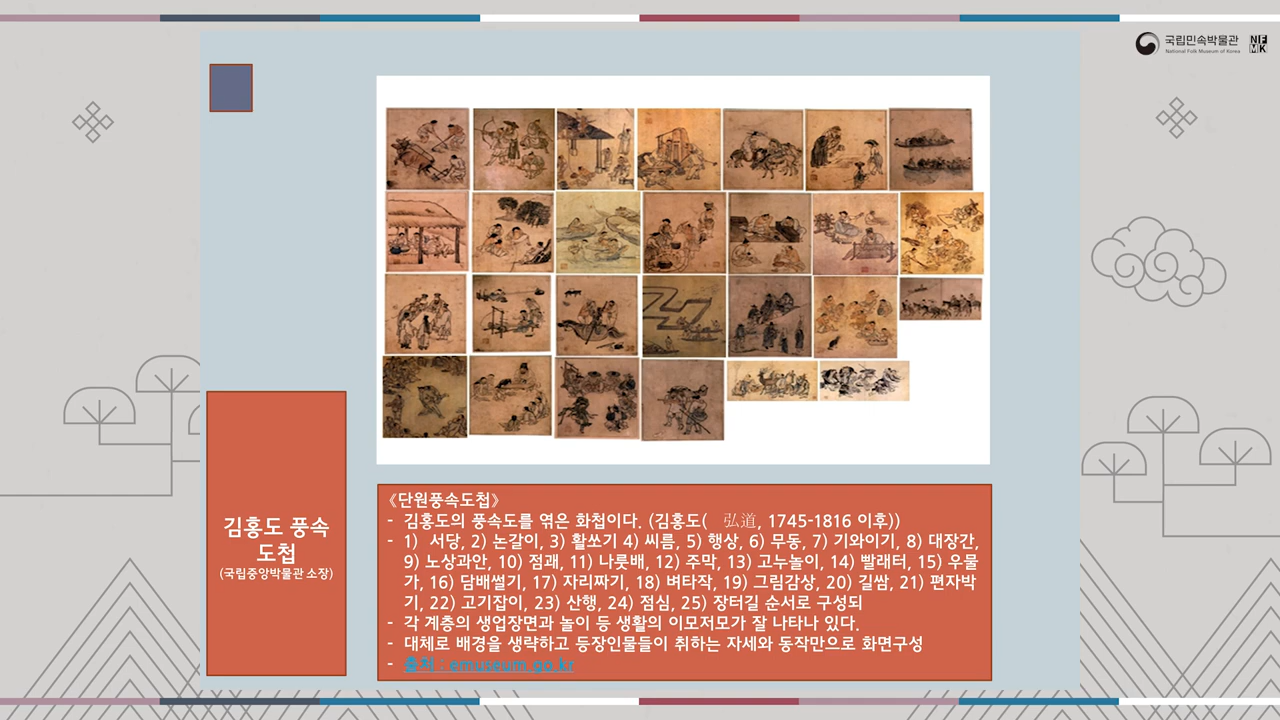 국립민속박물관
National Folk Museum of Korea
NF
MK
김홍도 풍속
도첩
(국립중앙박물관 소장)
《단원풍속도첩》
- 김홍도의 풍속도를 엮은 화첩이다. (김홍도( 弘道, 1745-1816 이후))
- 1) 서당, 2) 논갈이, 3) 활쏘기 4) 씨름, 5) 행상, 6) 무동, 7) 기와이기, 8) 대장간,
9) 노상과안, 10) 점괘, 11) 나룻배, 12) 주막, 13) 고누놀이, 14) 빨래터, 15) 우물
가, 16) 담배썰기, 17) 자리짜기, 18) 벼타작, 19) 그림감상, 20) 길쌈, 21) 편자박
기, 22) 고기잡이, 23) 산행, 24) 점심, 25) 장터길 순서로 구성되
- 각 계층의 생업장면과 놀이 등 생활의 이모저모가 잘 나타나 있다.
- 대체로 배경을 생략하고 등장인물들이 취하는 자세와 동작만으로 화면구성
- 출처 : emuseum.go.kr